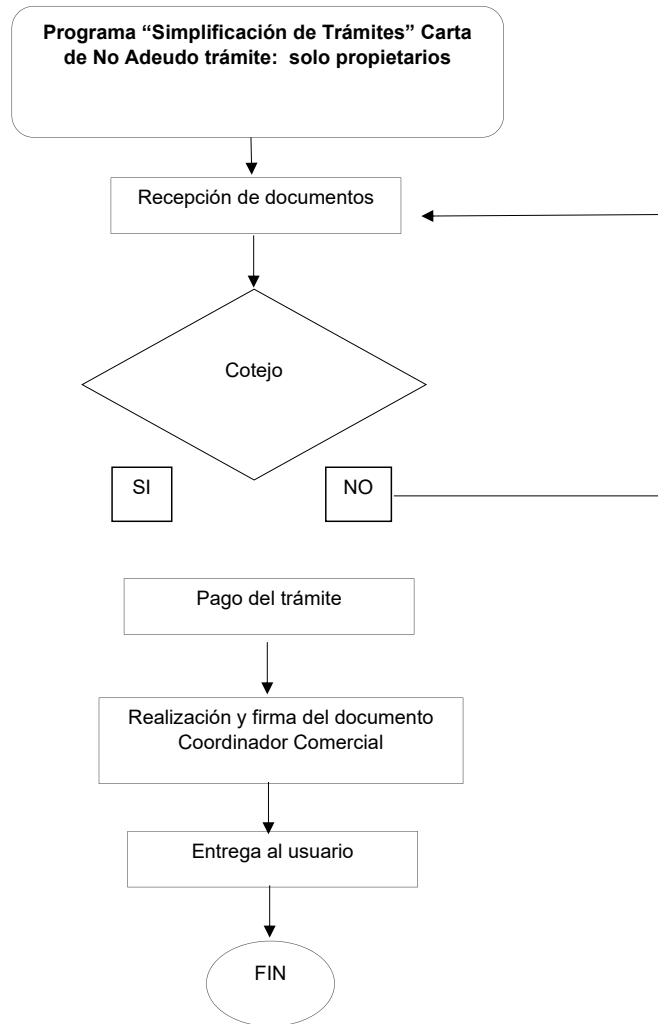 Programa “Simplificación de Trámites” Carta
de No Adeudo trámite: solo propietarios
Recepción de documentos
Cotejo
SI
NO
Pago del trámite
Realización y firma del documento
Coordinador Comercial
Entrega al usuario
FIN